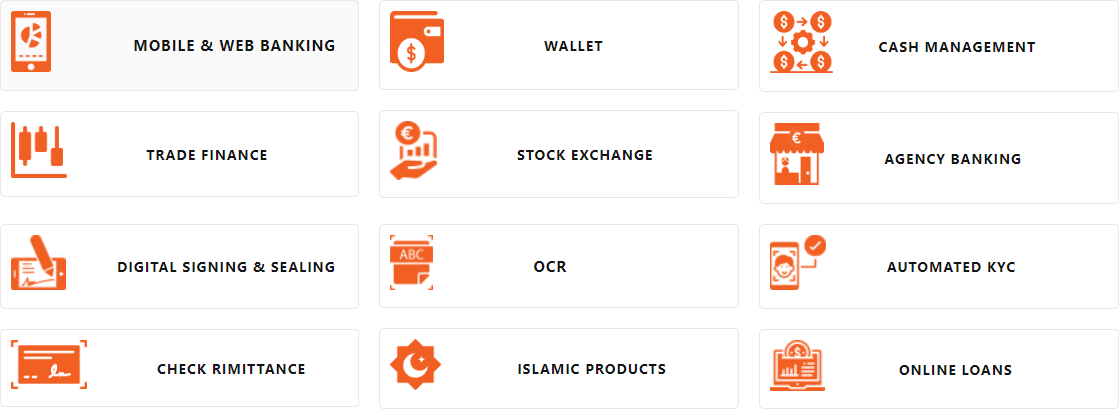 MOBILE & WEB BANKING
$
WALLET
$ $
$ $
CASH MANAGEMENT
TRADE FINANCE
€
STOCK EXCHANGE
€
AGENCY BANKING
DIGITAL SIGNING & SEALING
ABC
OCR
AUTOMATED KYC
CHECK RIMITTANCE
ISLAMIC PRODUCTS
$
ONLINE LOANS